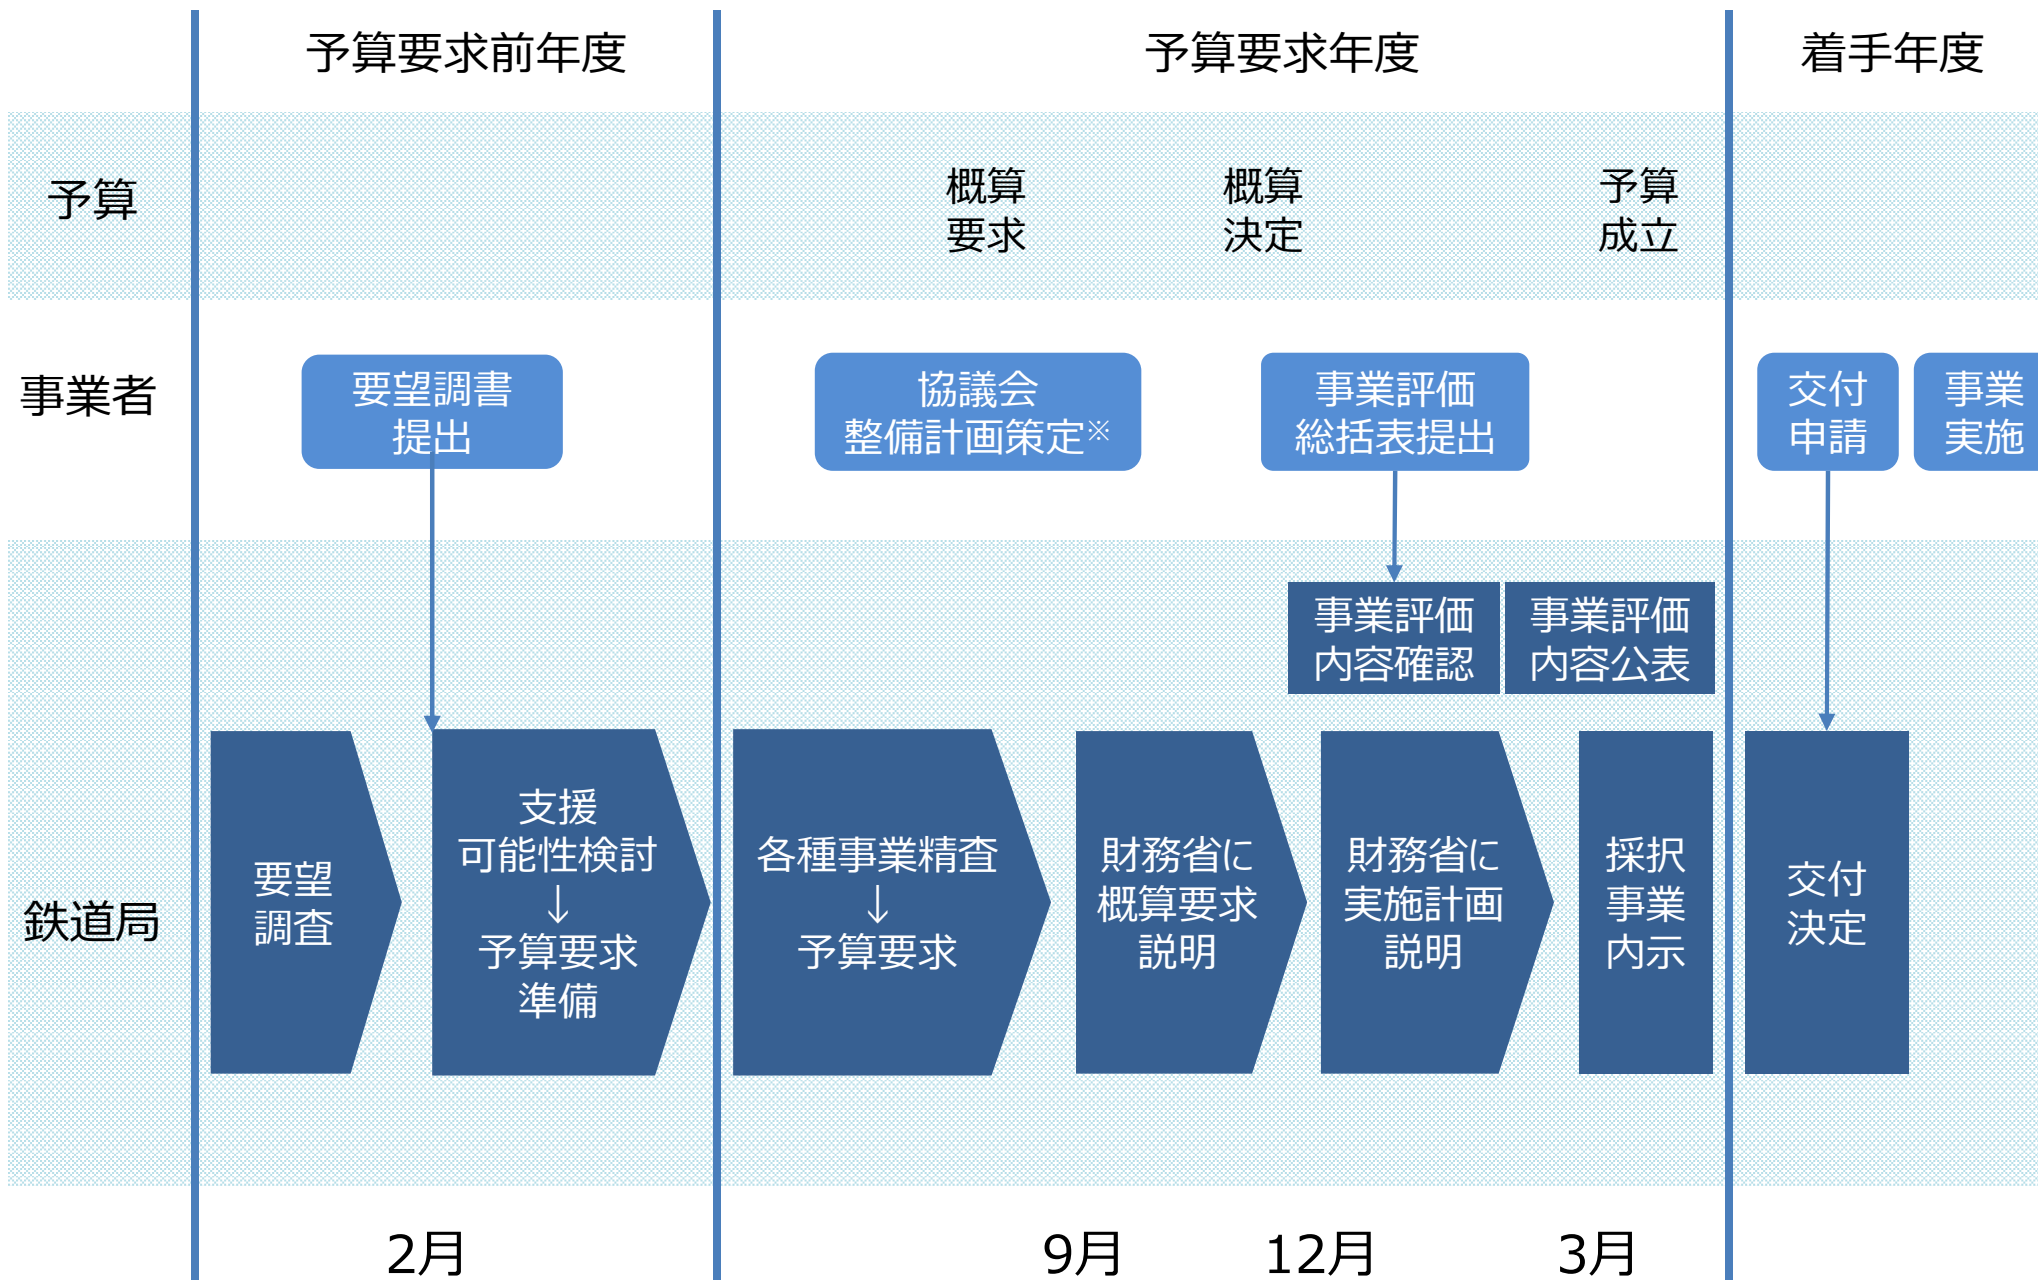 予算要求前年度
予算要求年度
着手年度
予算
概算
要求
概算
決定
予算
成立
事業者
要望調書
提出
協議会
整備計画策定※
事業評価
総括表提出
交付
申請
事業
実施
鉄道局
事業評価
内容確認
事業評価
内容公表
要望
調査
支援
可能性検討
↓
予算要求
準備
各種事業精査
↓
予算要求
財務省に
概算要求
説明
財務省に
実施計画
説明
採択
事業
内示
交付
決定
2月
9月
12月
3月